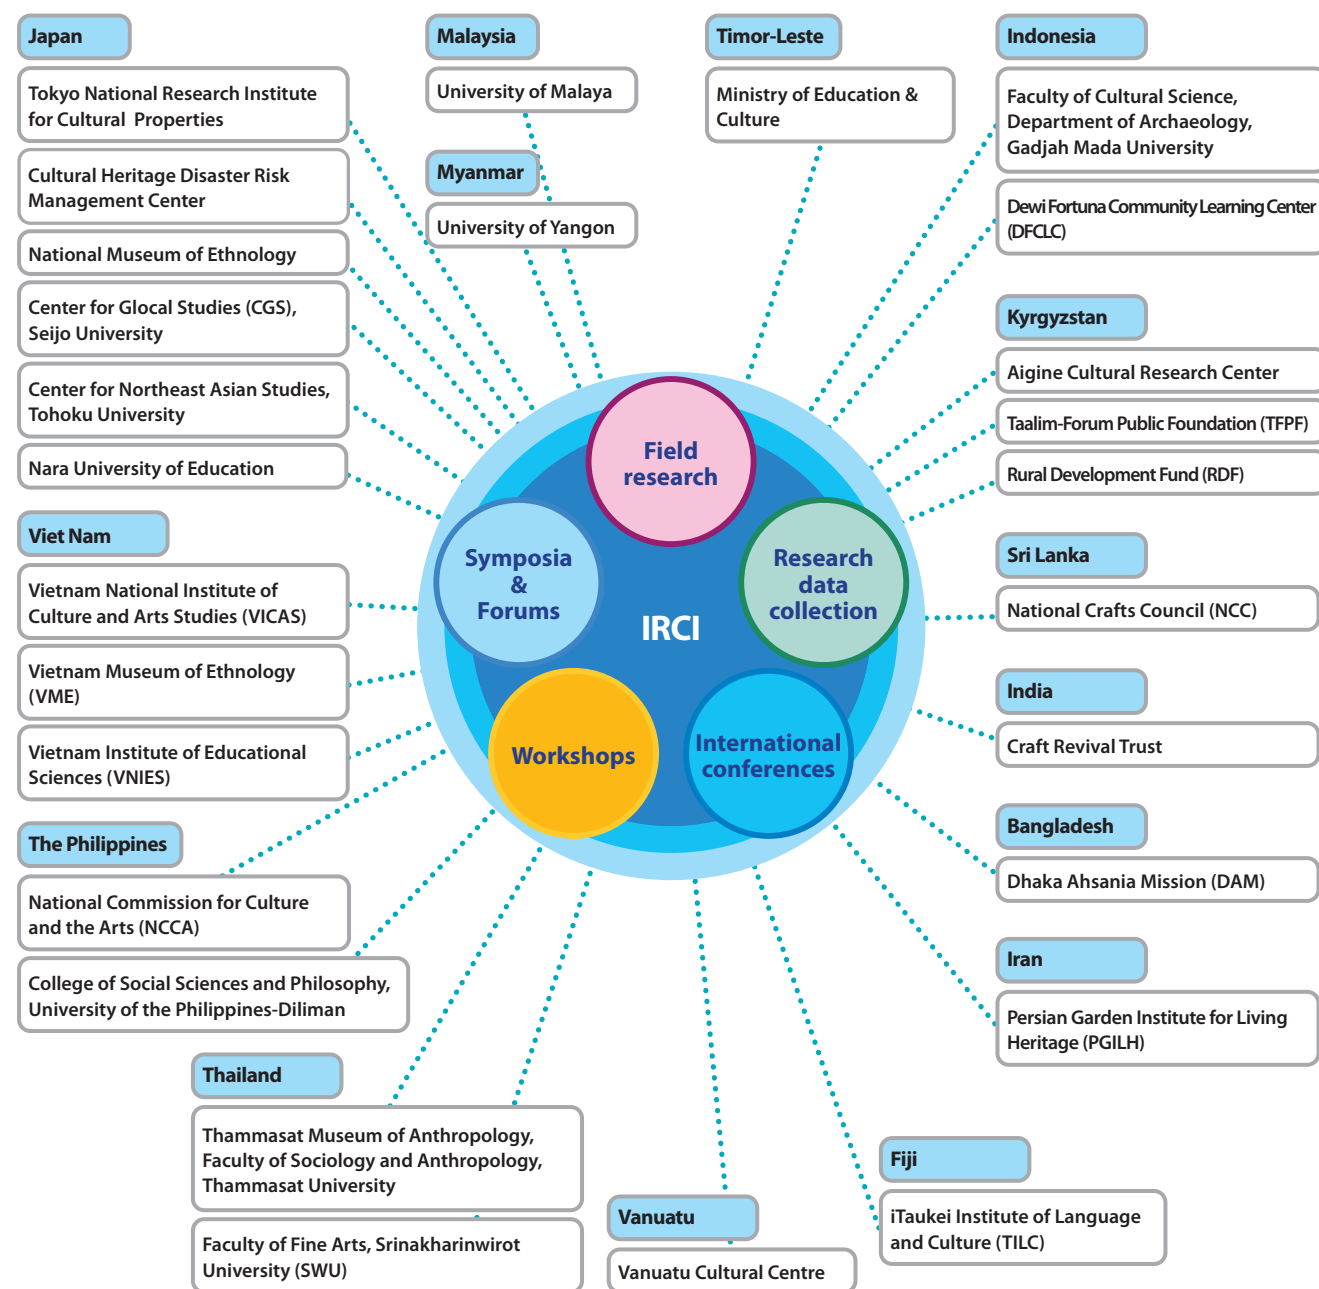 Japan
Tokyo National Research Institute
for Cultural Properties
Cultural Heritage Disaster Risk
Management Center
National Museum of Ethnology
Center for Glocal Studies (CGS),
Seijo University
Center for Northeast Asian Studies,
Tohoku University
Nara University of Education
Viet Nam
Vietnam National Institute of
Culture and Arts Studies (VICAS)
Vietnam Museum of Ethnology
(VME)
Vietnam Institute of Educational
Sciences (VNIES)
The Philippines
National Commission for Culture
and the Arts (NCCA)
College of Social Sciences and Philosophy,
University of the Philippines-Diliman
Thailand
Thammasat Museum of Anthropology,
Faculty of Sociology and Anthropology,
Thammasat University
Faculty of Fine Arts, Srinakharinwirot
University (SWU)
Malaysia
University of Malaya
Myanmar
University of Yangon
Timor-Leste
Ministry of Education &
Culture
Field
research
Symposia
&
Forums
Research
data
collection
IRCI
Workshops
International
conferences
Vanuatu
Vanuatu Cultural Centre
Fiji
iTaukei Institute of Language
and Culture (TILC)
Indonesia
Faculty of Cultural Science,
Department of Archaeology,
Gadjah Mada University
Dewi Fortuna Community Learning Center
(DFCLC)
Kyrgyzstan
Aigine Cultural Research Center
Taalim-Forum Public Foundation (TFPF)
Rural Development Fund (RDF)
Sri Lanka
National Crafts Council (NCC)
India
Craft Revival Trust
Bangladesh
Dhaka Ahsania Mission (DAM)
Iran
Persian Garden Institute for Living
Heritage (PGILH)